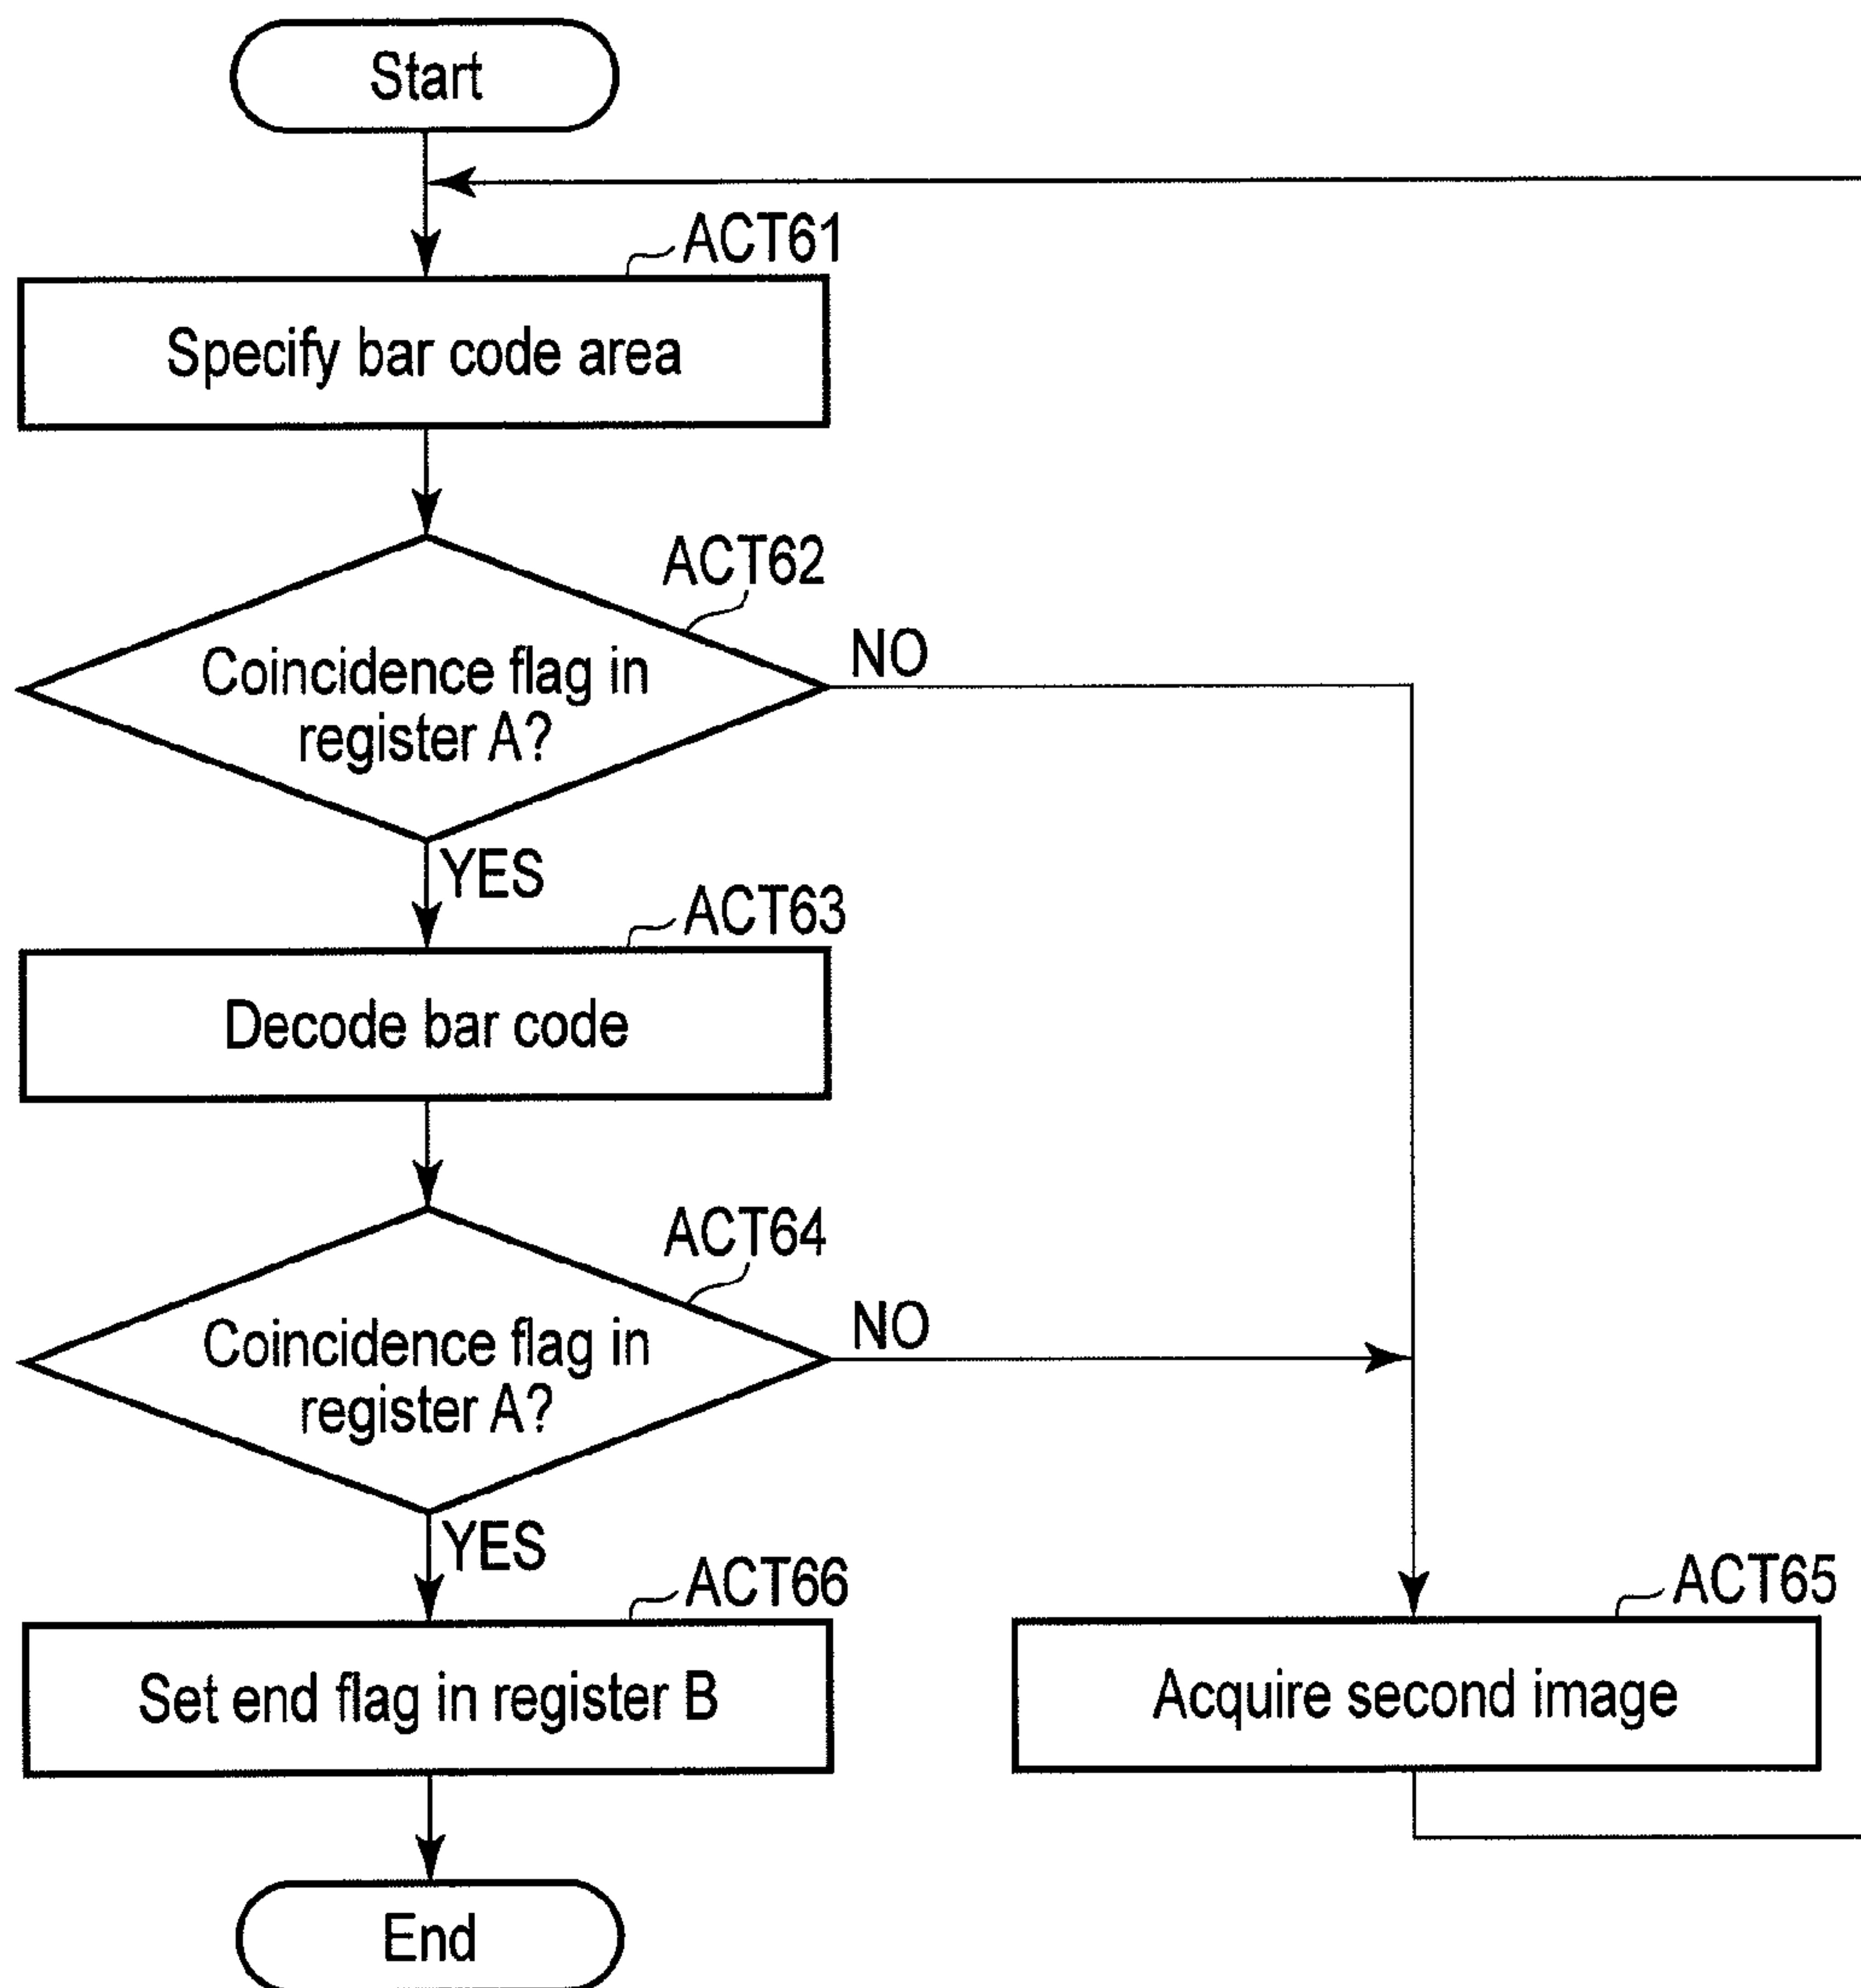 Start
ACT61
Specify bar code area
ACT62
Coincidence flag in
register A?
NO
YES
ACT63
Decode bar code
ACT64
Coincidence flag in
register A?
NO
YES
ACT66
Set end flag in register B
ACT65
Acquire second image
End